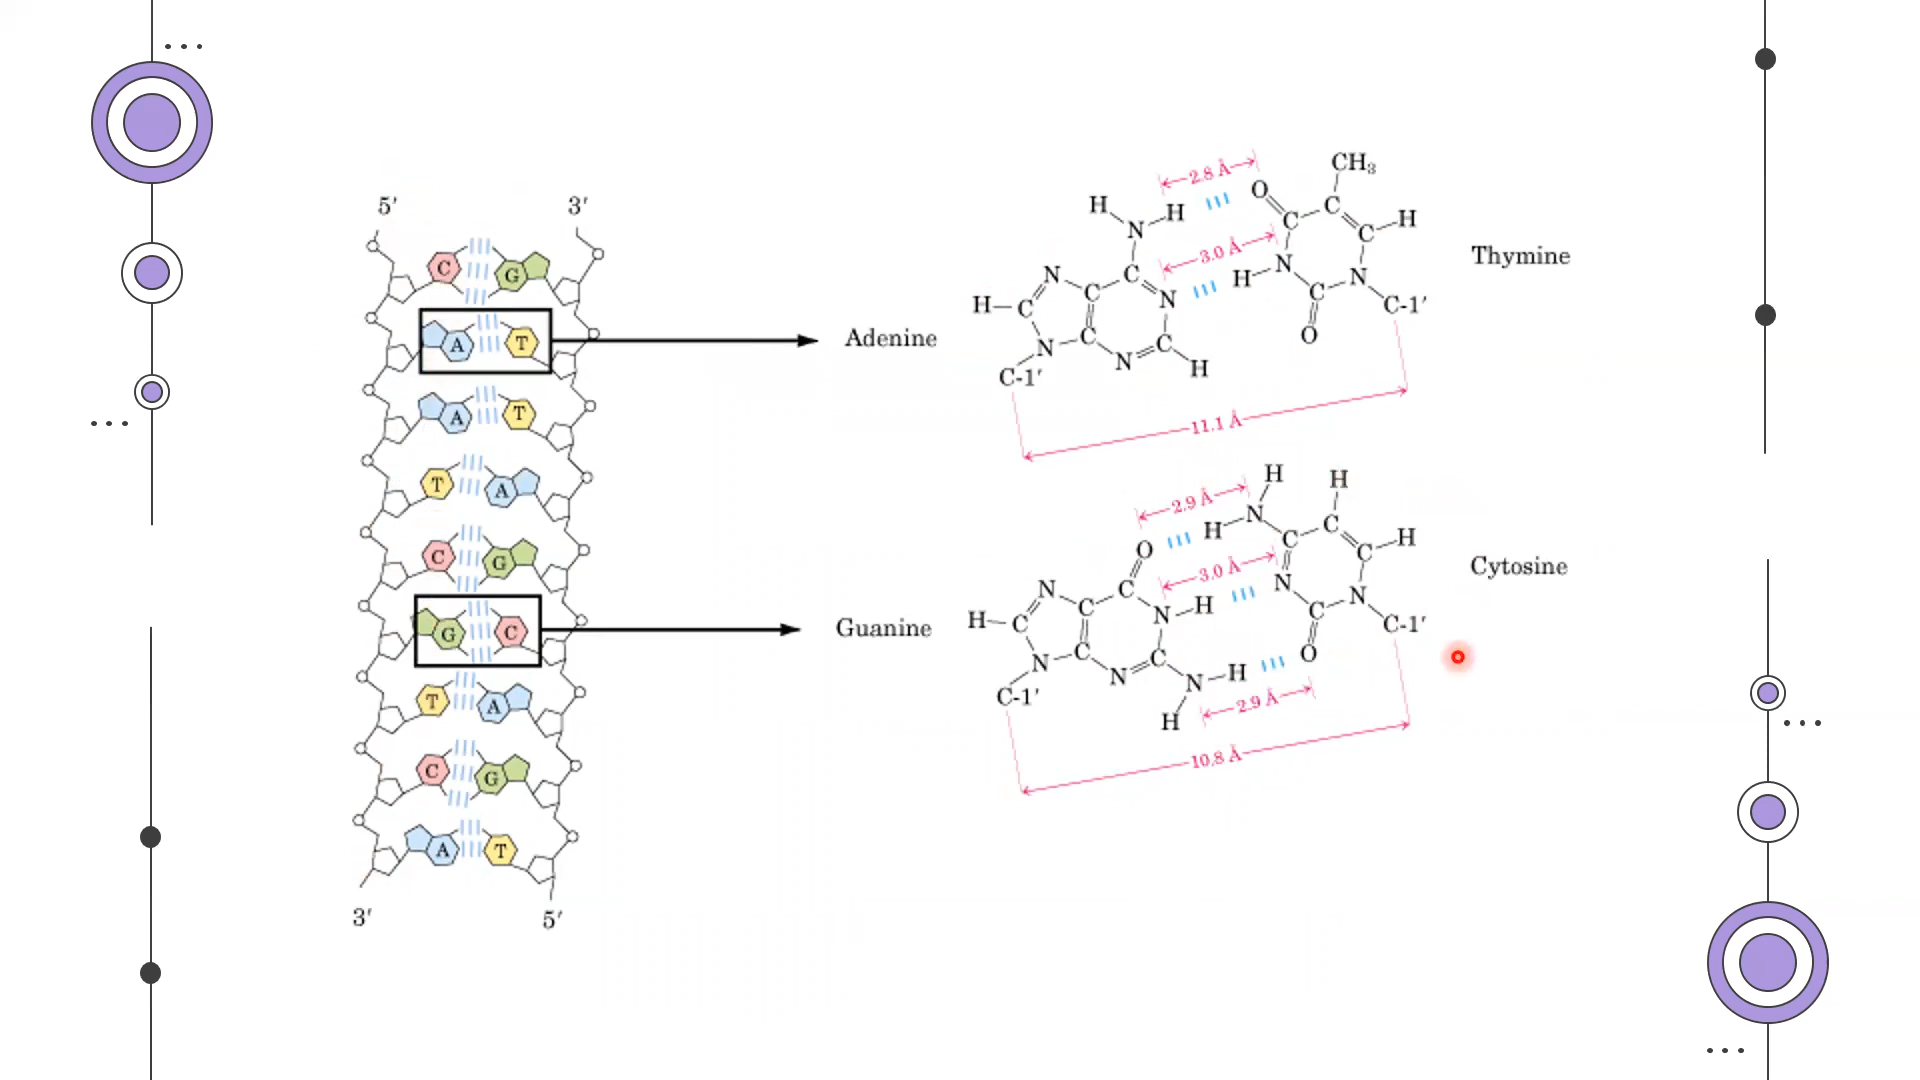 5′ 3′
C G
A T
A T
T A
C G
G C
T A
C G
A T
3′ 5′
Adenine
Thymine
2.8 Å
3.0 Å
11.1 Å
H
H
N
N
C
C
N
H
C
N
C
N
C
H
C-1′
O
CH₃
C
C
C
H
H
N
C
N
O
C-1′
Guanine
Cytosine
2.9 Å
3.0 Å
2.9 Å
10.8 Å
O
N
C
C
N
H
H
C
N
C
N
C
N
H
H
C-1′
H
H
H
N
C
C
C
H
N
C
N
O
C-1′